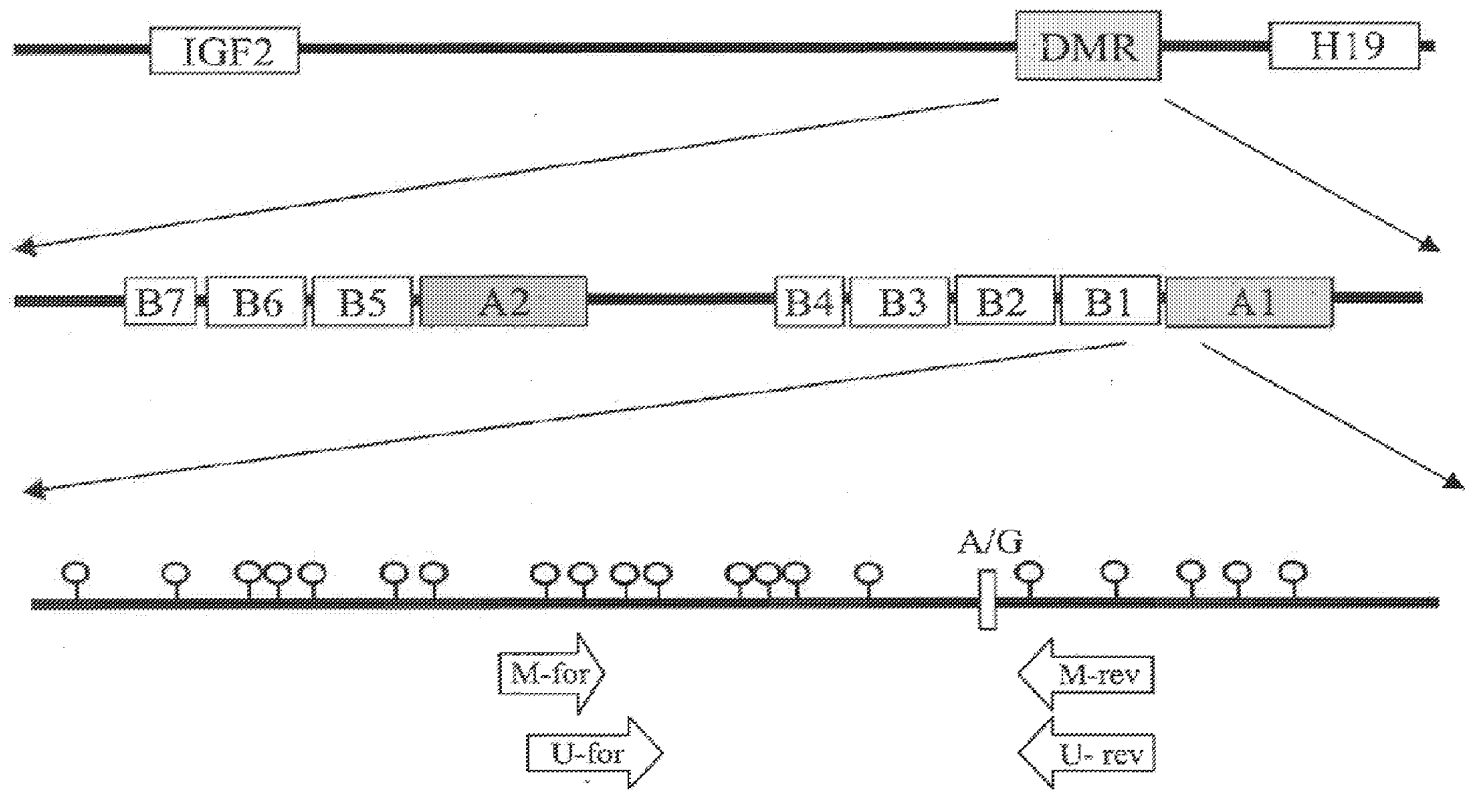 IGF2 DMR H19
B7 B6 B5 A2 B4 B3 B2 B1 A1
A/G
M-for M-rev
U-for U- rev